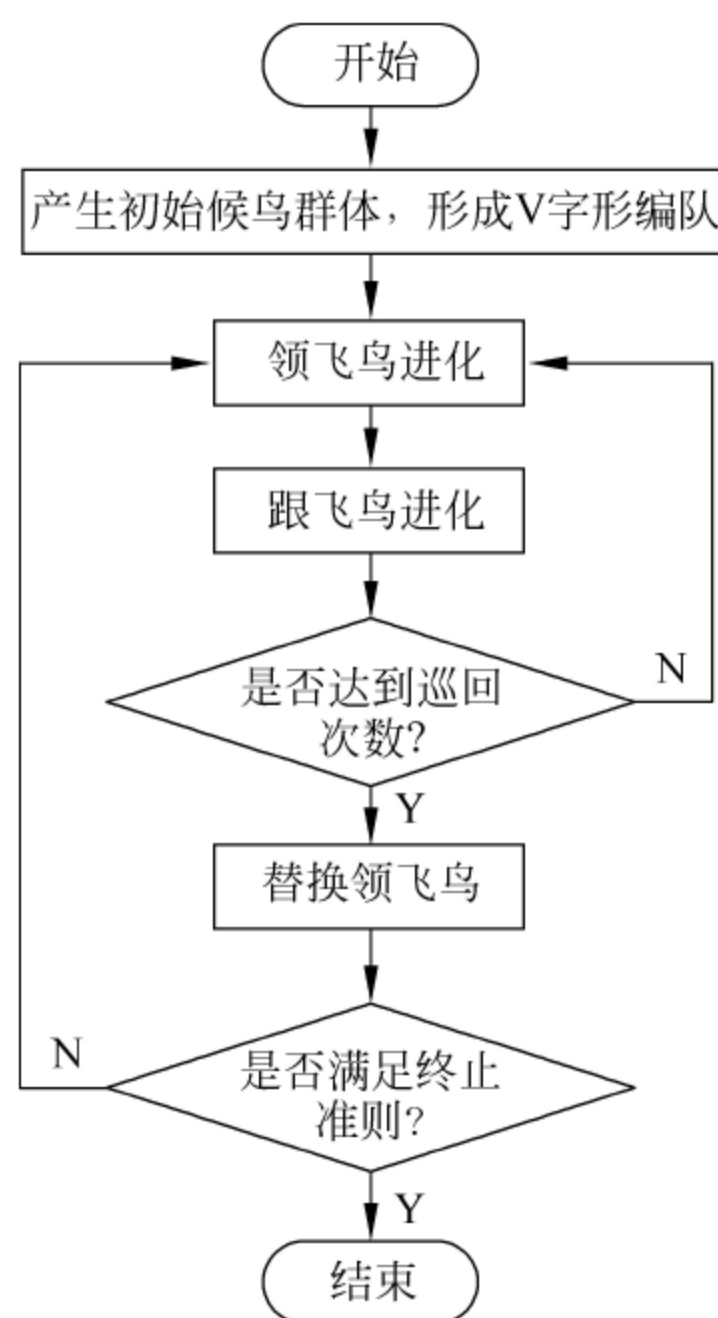 开始
产生初始候鸟群体，形成V字形编队
领飞鸟进化
跟飞鸟进化
是否达到巡回
次数?
N
Y
替换领飞鸟
N
是否满足终止
准则?
Y
结束